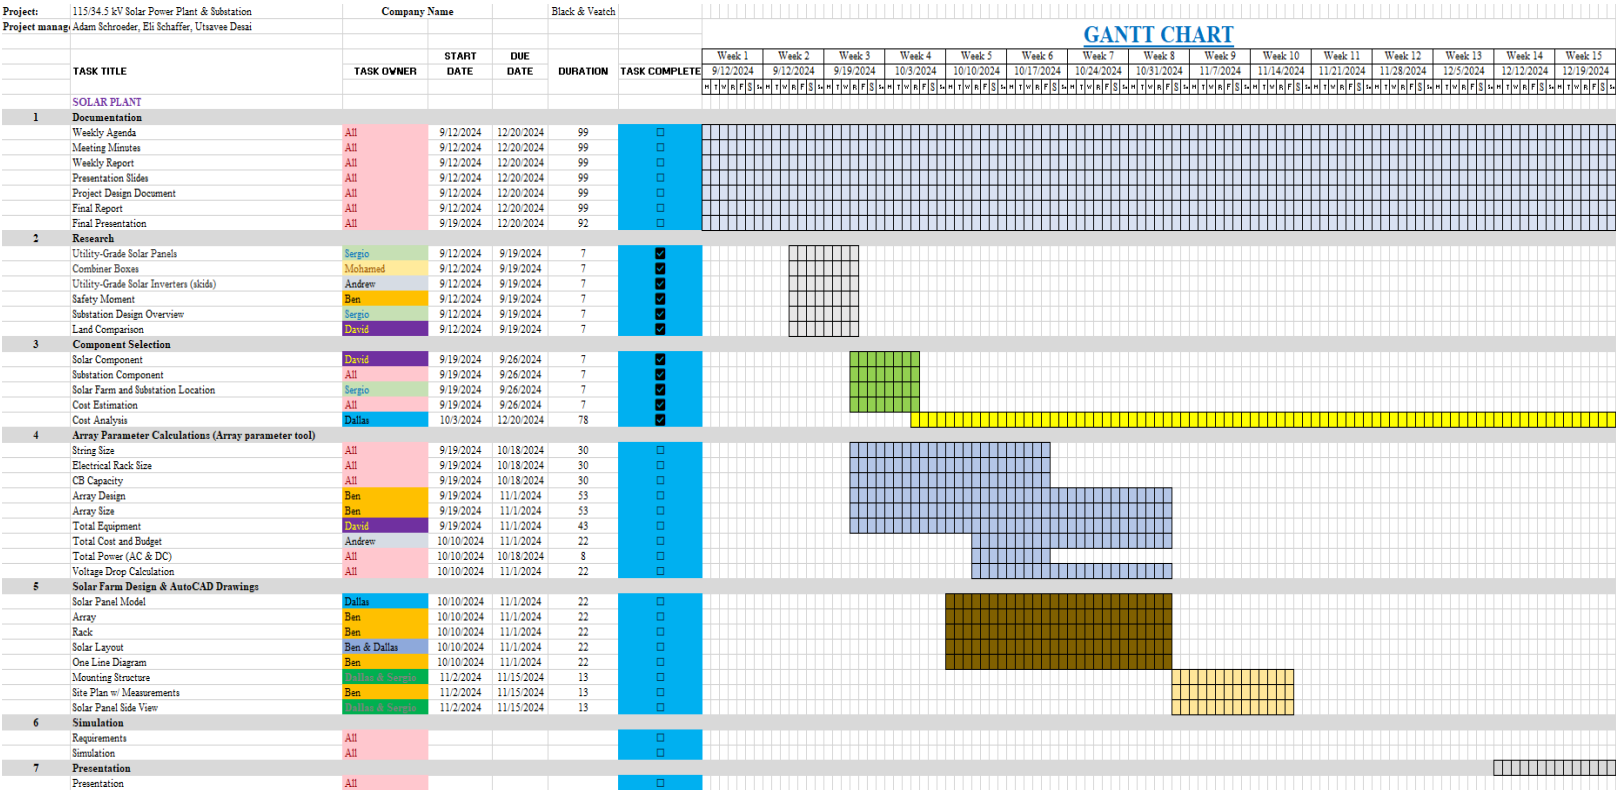 Project: 115/34.5 kV Solar Power Plant & Substation Company Name Black & Veatch
Project manag Adam Schroeder, Eli Schaffer, Utsavee Desai
GANTT CHART
START DUE Week 1 Week 2 Week 3 Week 4 Week 5 Week 6 Week 7 Week 8 Week 9 Week 10 Week 11 Week 12 Week 13 Week 14 Week 15
TASK TITLE TASK OWNER DATE DATE DURATION TASK COMPLETE 9/12/2024 9/12/2024 9/19/2024 10/3/2024 10/10/2024 10/17/2024 10/24/2024 10/31/2024 11/7/2024 11/14/2024 11/21/2024 11/28/2024 12/5/2024 12/12/2024 12/19/2024
SOLAR PLANT
1 Documentation
Weekly Agenda All 9/12/2024 12/20/2024 99
Meeting Minutes All 9/12/2024 12/20/2024 99
Weekly Report All 9/12/2024 12/20/2024 99
Presentation Slides All 9/12/2024 12/20/2024 99
Project Design Document All 9/12/2024 12/20/2024 99
Final Report All 9/12/2024 12/20/2024 99
Final Presentation All 9/19/2024 12/20/2024 92
2 Research
Utility-Grade Solar Panels Sergio 9/12/2024 9/19/2024 7
Combiner Boxes Mohamed 9/12/2024 9/19/2024 7
Utility-Grade Solar Inverters (skids) Andrew 9/12/2024 9/19/2024 7
Safety Moment Ben 9/12/2024 9/19/2024 7
Substation Design Overview Sergio 9/12/2024 9/19/2024 7
Land Comparison David 9/12/2024 9/19/2024 7
3 Component Selection
Solar Component David 9/19/2024 9/26/2024 7
Substation Component All 9/19/2024 9/26/2024 7
Solar Farm and Substation Location Sergio 9/19/2024 9/26/2024 7
Cost Estimation All 9/19/2024 9/26/2024 7
Cost Analysis Dallas 10/3/2024 12/20/2024 78
4 Array Parameter Calculations (Array parameter tool)
String Size All 9/19/2024 10/18/2024 30
Electrical Rack Size All 9/19/2024 10/18/2024 30
CB Capacity All 9/19/2024 10/18/2024 30
Array Design Ben 9/19/2024 11/1/2024 53
Array Size Ben 9/19/2024 11/1/2024 53
Total Equipment David 9/19/2024 11/1/2024 43
Total Cost and Budget Andrew 10/10/2024 11/1/2024 22
Total Power (AC & DC) All 10/10/2024 10/18/2024 8
Voltage Drop Calculation All 10/10/2024 11/1/2024 22
5 Solar Farm Design & AutoCAD Drawings
Solar Panel Model Dallas 10/10/2024 11/1/2024 22
Array Ben 10/10/2024 11/1/2024 22
Rack Ben 10/10/2024 11/1/2024 22
Solar Layout Ben & Dallas 10/10/2024 11/1/2024 22
One Line Diagram Ben 10/10/2024 11/1/2024 22
Mounting Structure Dallas & Sergio 11/2/2024 11/15/2024 13
Site Plan w/ Measurements Ben 11/2/2024 11/15/2024 13
Solar Panel Side View Dallas & Sergio 11/2/2024 11/15/2024 13
6 Simulation
Requirements All
Simulation All
7 Presentation
Presentation All